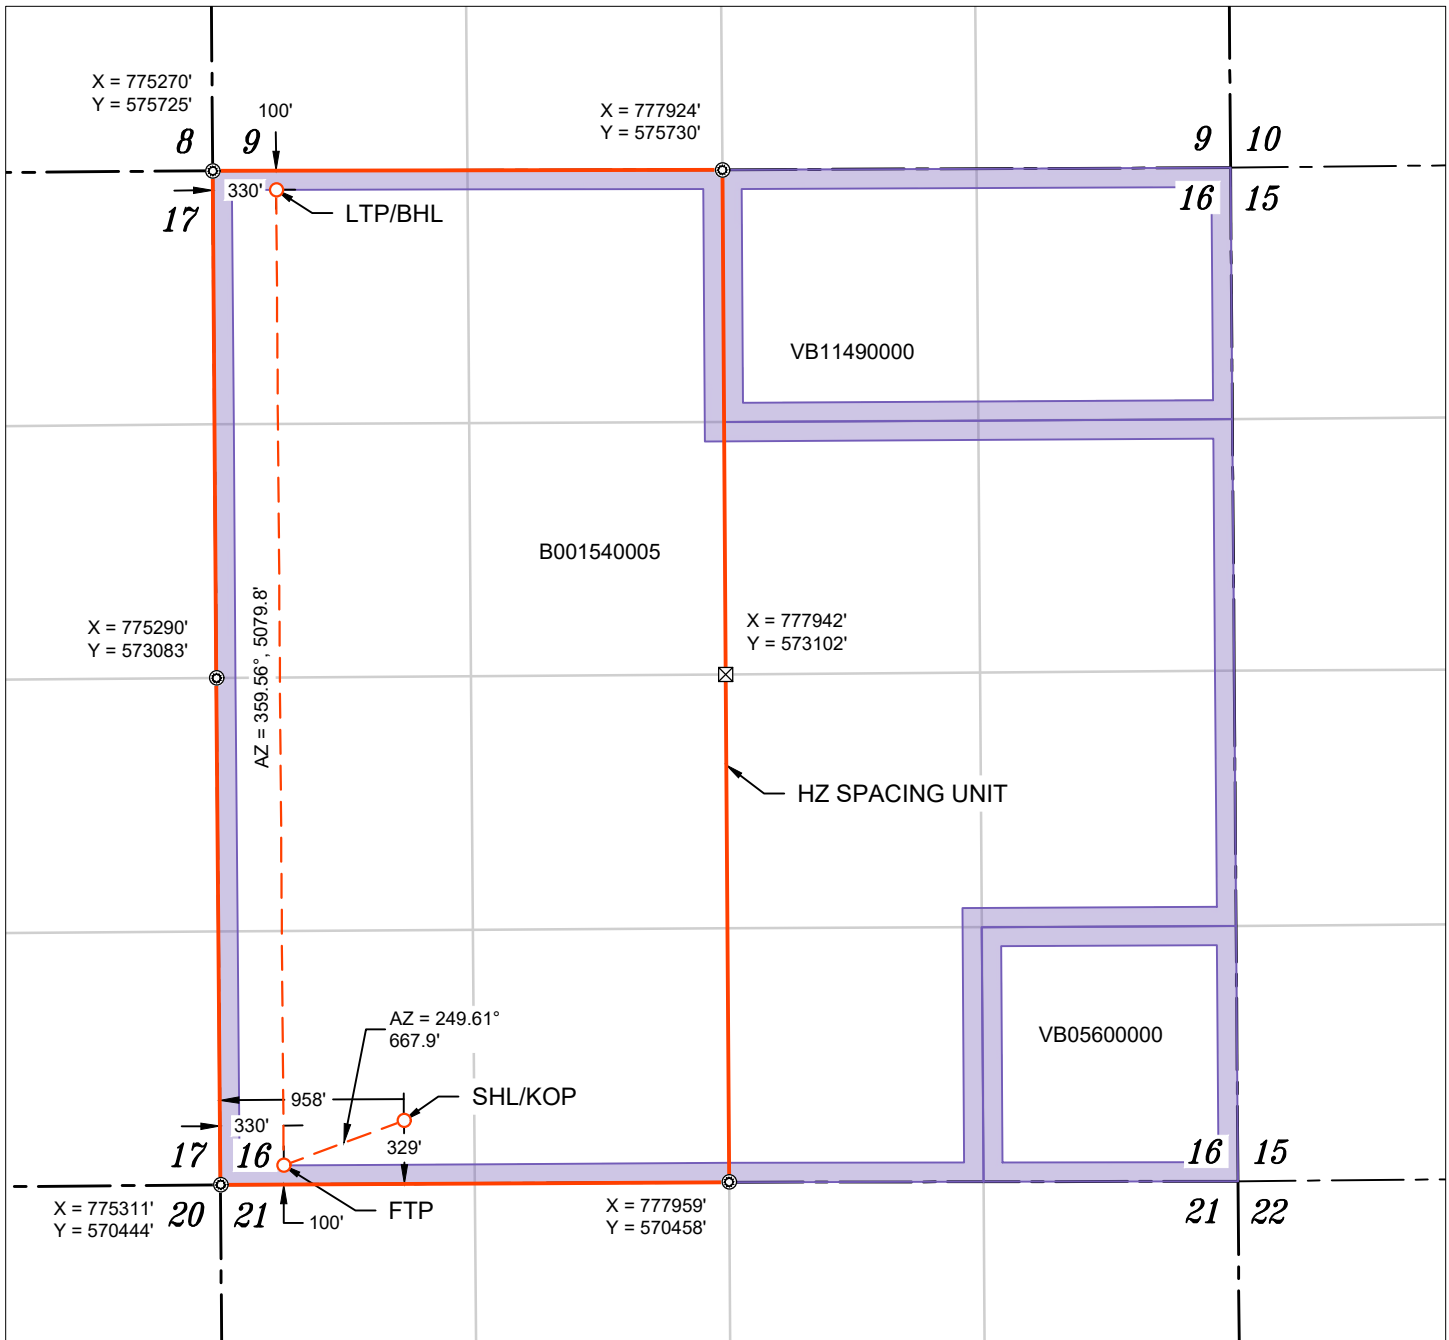 X = 775270'
Y = 575725'
100'
X = 777924'
Y = 575730'
8
9
9
10
330'
17
LTP/BHL
16
15
VB11490000
B001540005
AZ = 359.56°, 5079.8'
X = 775290'
Y = 573083'
X = 777942'
Y = 573102'
HZ SPACING UNIT
AZ = 249.61°
667.9'
VB05600000
958'
SHL/KOP
330'
329'
17
16
16
15
X = 775311'
Y = 570444'
20
21
100'
FTP
X = 777959'
Y = 570458'
21
22